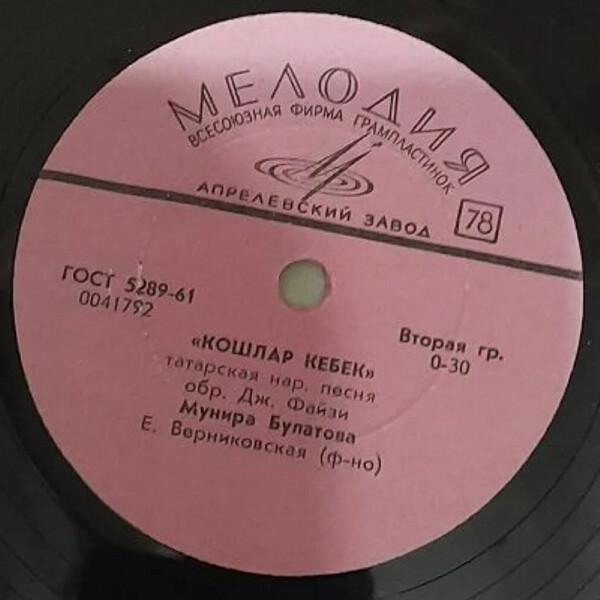 МЕЛОДИЯ
ВСЕСОЮЗНАЯ ФИРМА ГРАМПЛАСТИНОК
АПРЕЛЕВСКИЙ ЗАВОД
78
ГОСТ 5289-61
0041792
Вторая гр.
0-30
«КОШЛАР КЕБЕК»
татарская нар. песня
обр. Дж. Файзи
Мунира Булатова
Е. Верниковская (ф-но)